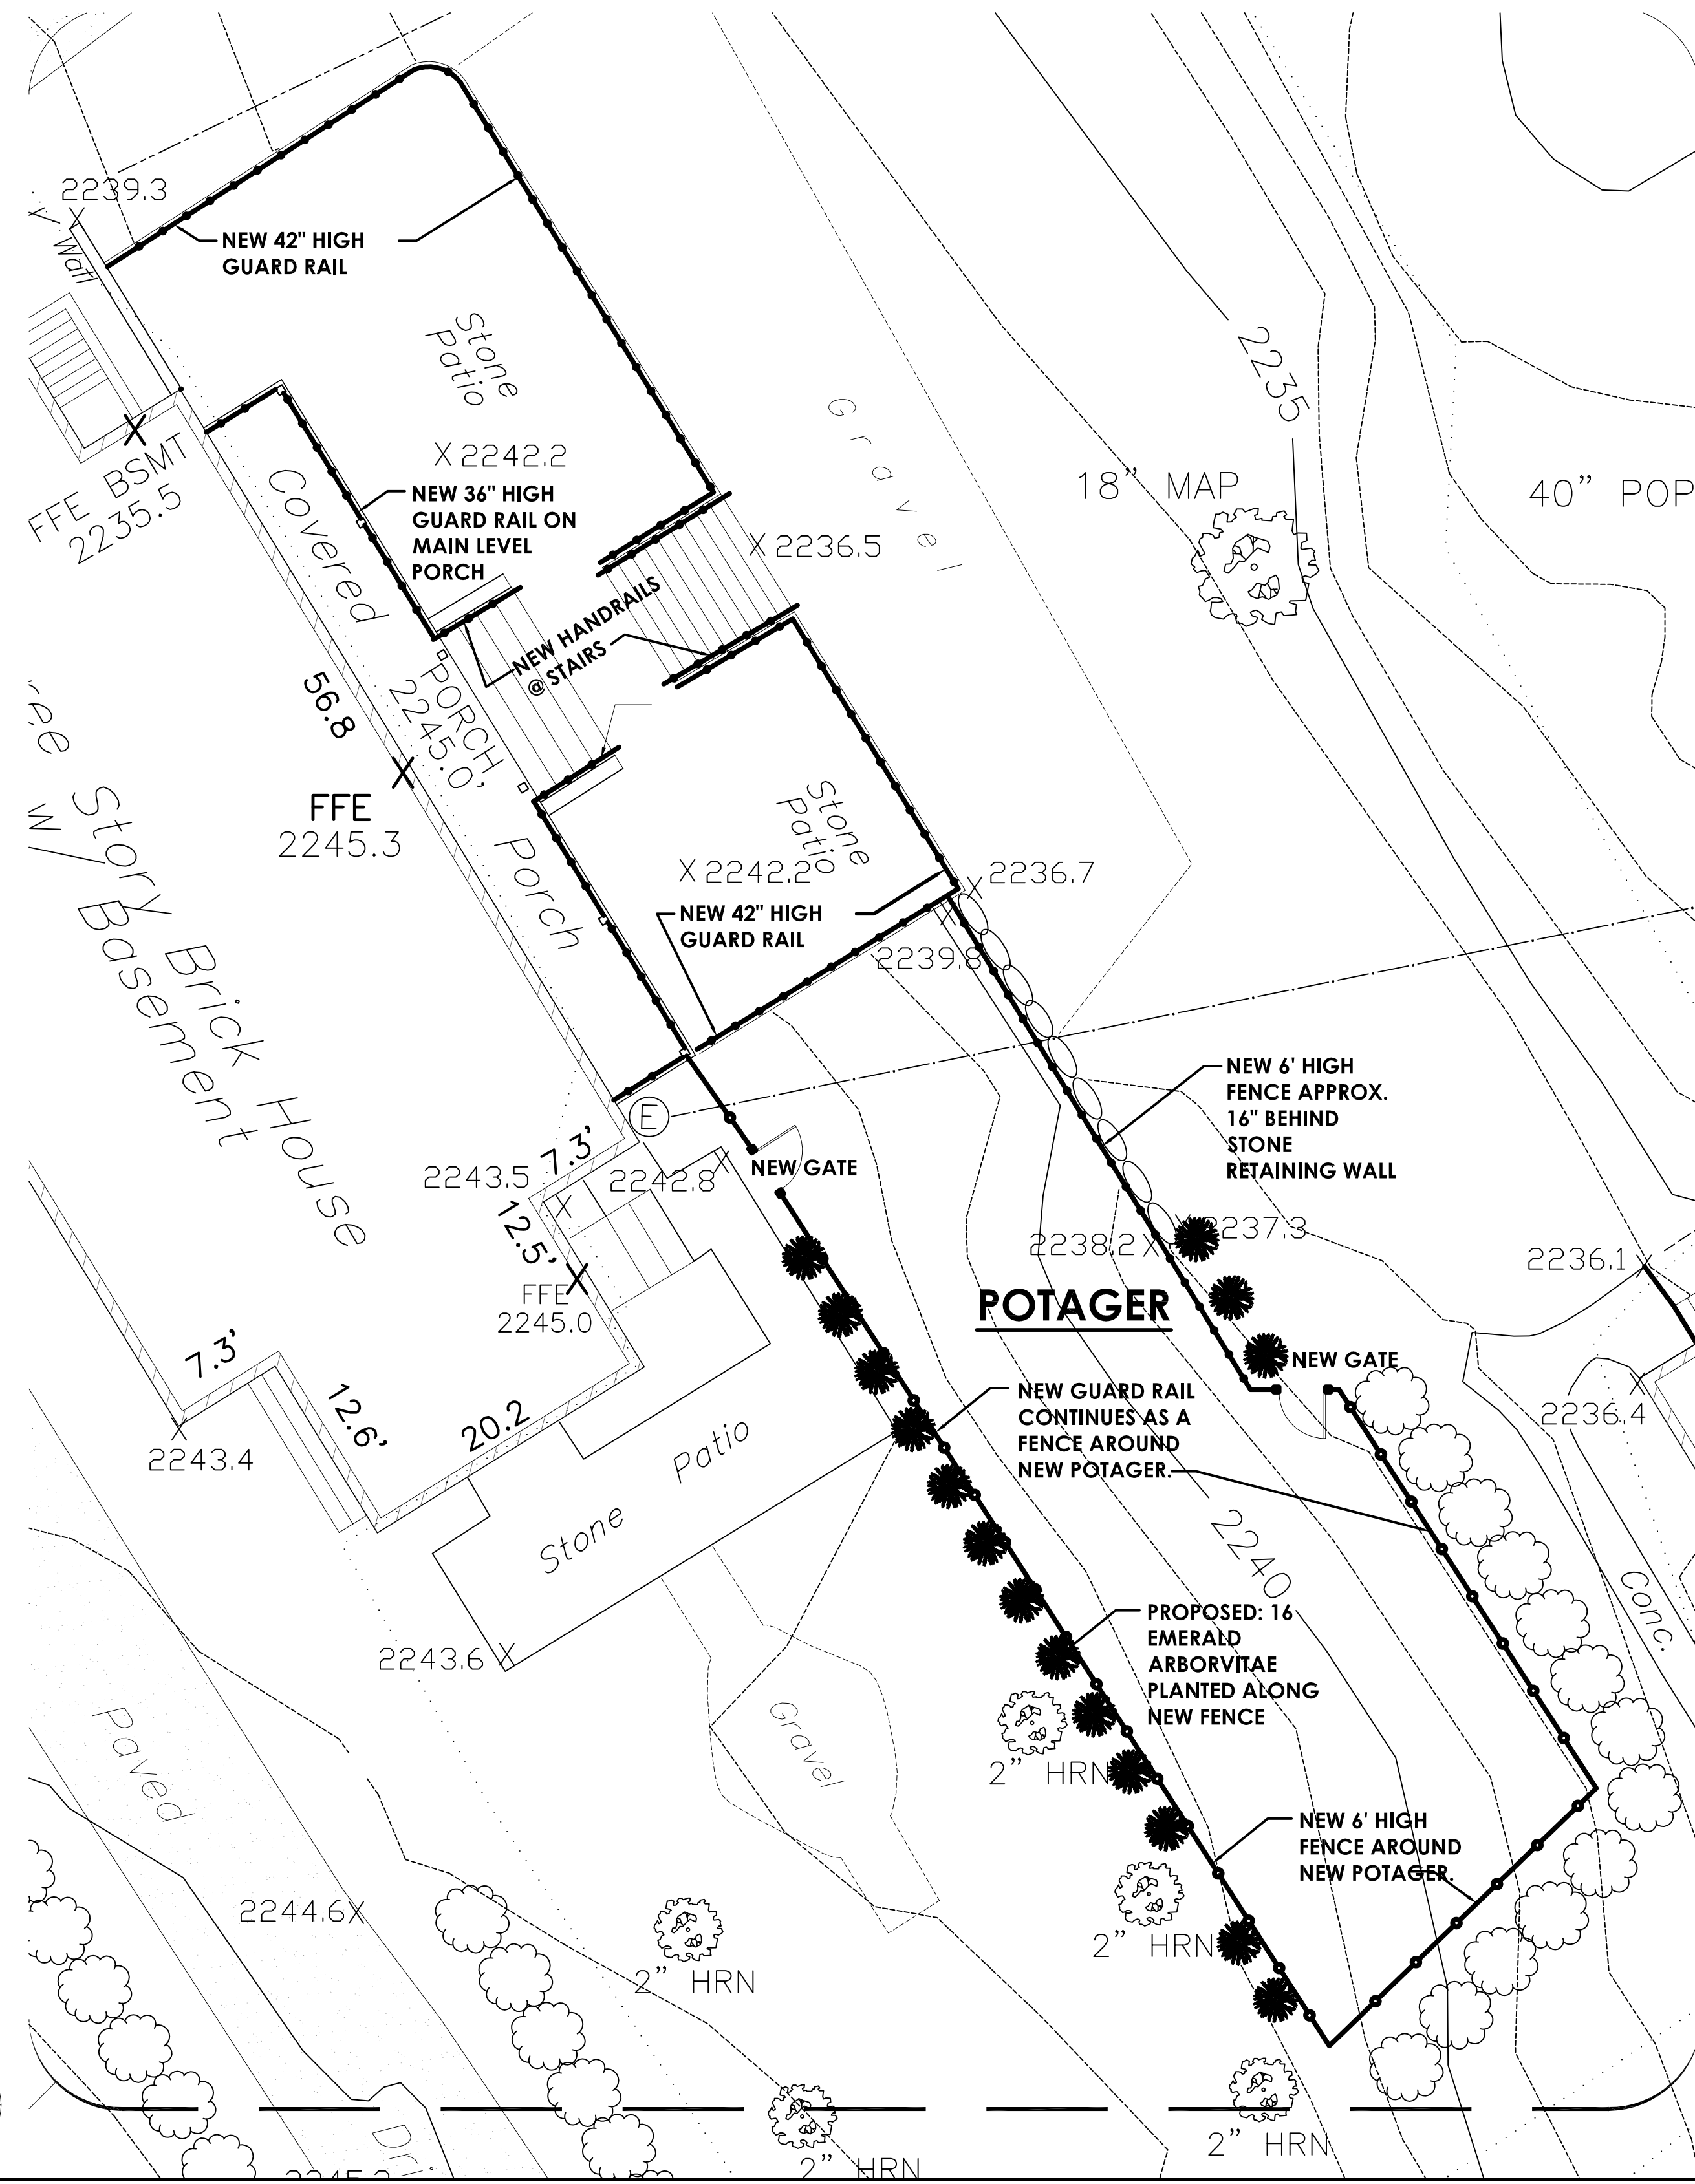 2239.3
y Wall
NEW 42" HIGH
GUARD RAIL
Stone
Patio
2235
Gravel
X 2242.2
FFE BSMT
2235.5
Covered
NEW 36" HIGH
GUARD RAIL ON
MAIN LEVEL
PORCH
18" MAP
40" POP
X 2236.5
NEW HANDRAILS
@ STAIRS
56.8
PORCH
2245.0'
FFE
2245.3
Story Brick House
W/ Basement
Porch
Stone
Patio
X 2242.2
2236.7
NEW 42" HIGH
GUARD RAIL
2239.8
NEW 6' HIGH
FENCE APPROX.
16" BEHIND
STONE
RETAINING WALL
E
7.3'
2243.5
2242.8
NEW GATE
12.5'
2237.3
2238.2
2236.1
FFE
2245.0
POTAGER
7.3'
NEW GATE
12.6'
20.2
NEW GUARD RAIL
CONTINUES AS A
FENCE AROUND
NEW POTAGER.
2236.4
2243.4
Stone Patio
2240
Conc.
2243.6
PROPOSED: 16
EMERALD
ARBORVITAE
PLANTED ALONG
NEW FENCE
Paved
Gravel
2" HRN
NEW 6' HIGH
FENCE AROUND
NEW POTAGER.
2244.6X
2" HRN
2" HRN
Dri
2" HRN
2" HRN